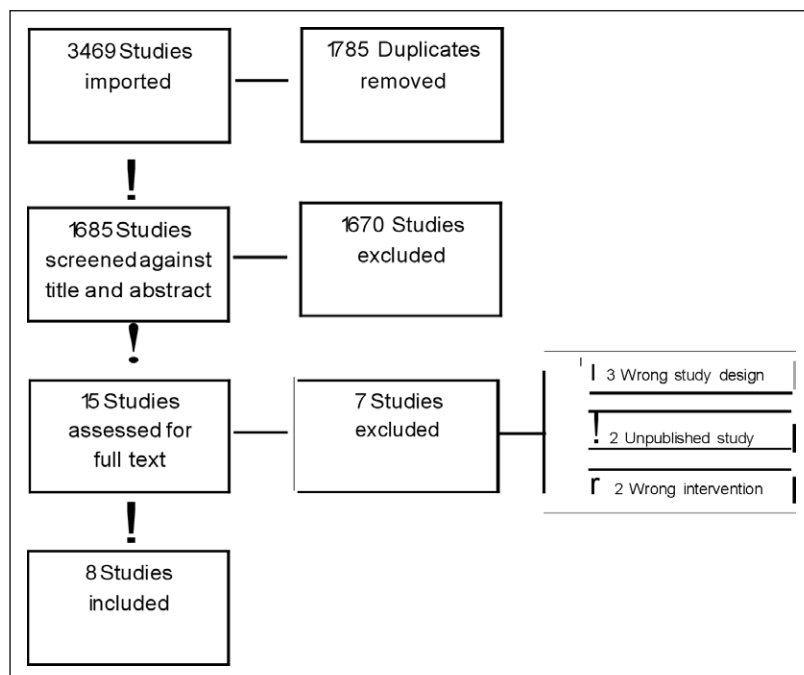 3469 Studies
imported
1785 Duplicates
removed
!
1685 Studies
screened against
title and abstract
1670 Studies
excluded
!
15 Studies
assessed for
full text
7 Studies
excluded
3 Wrong study design
! 2 Unpublished study
r 2 Wrong intervention
!
8 Studies
included